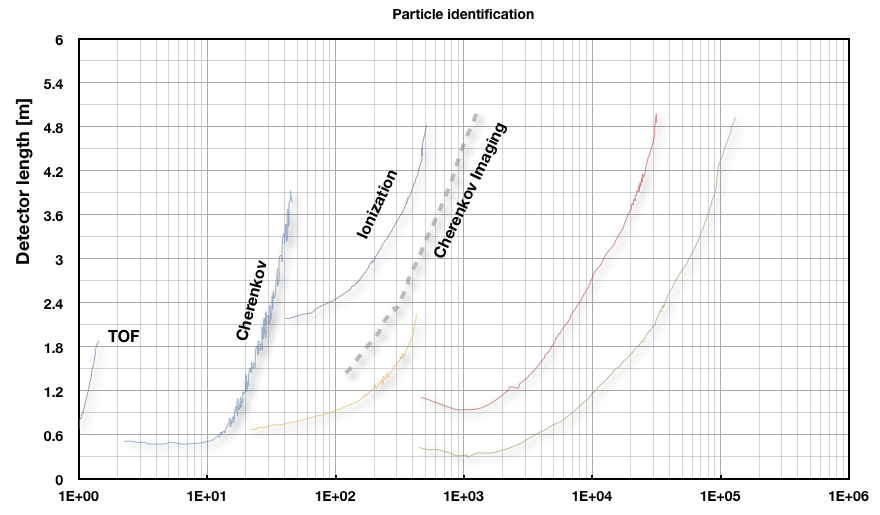 Particle identification
Detector length [m]
6
5.4
4.8
4.2
3.6
3
2.4
1.8
1.2
0.6
0
TOF
Cherenkov
Ionization
Cherenkov Imaging
1E+00
1E+01
1E+02
1E+03
1E+04
1E+05
1E+06